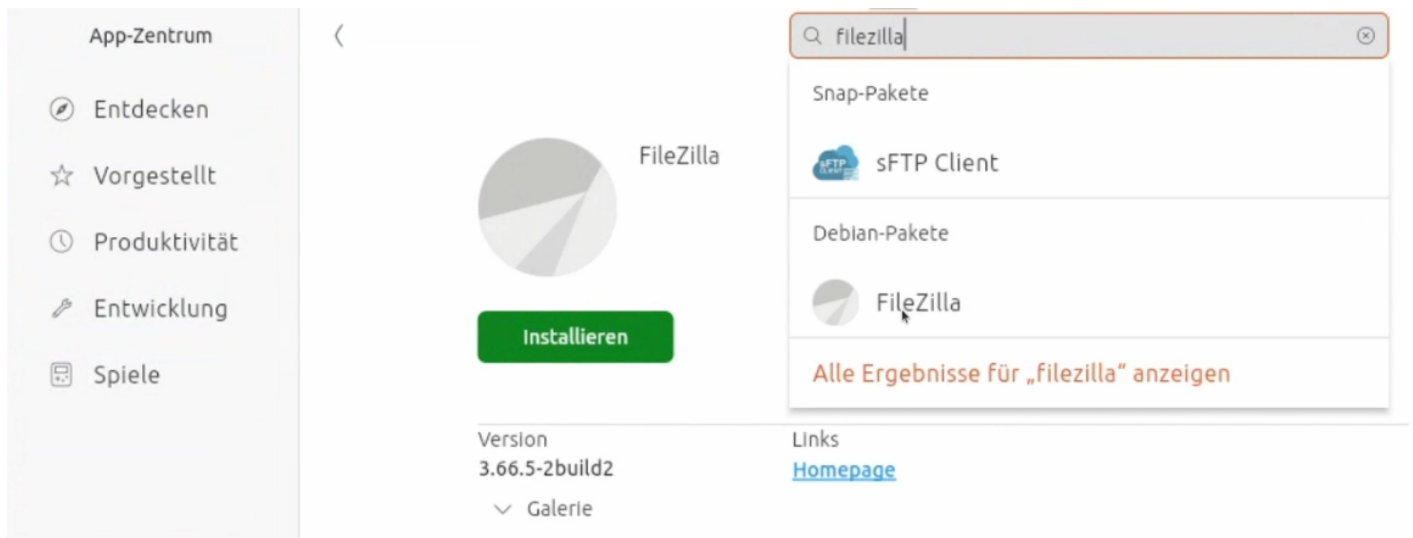 App-Zentrum
Entdecken
Vorgestellt
Produktivität
Entwicklung
Spiele
filezilla
Snap-Pakete
sFTP Client
Debian-Pakete
FileZilla
Alle Ergebnisse für „filezilla“ anzeigen
FileZilla
Installieren
Version
3.66.5-2build2
Links
Homepage
Galerie